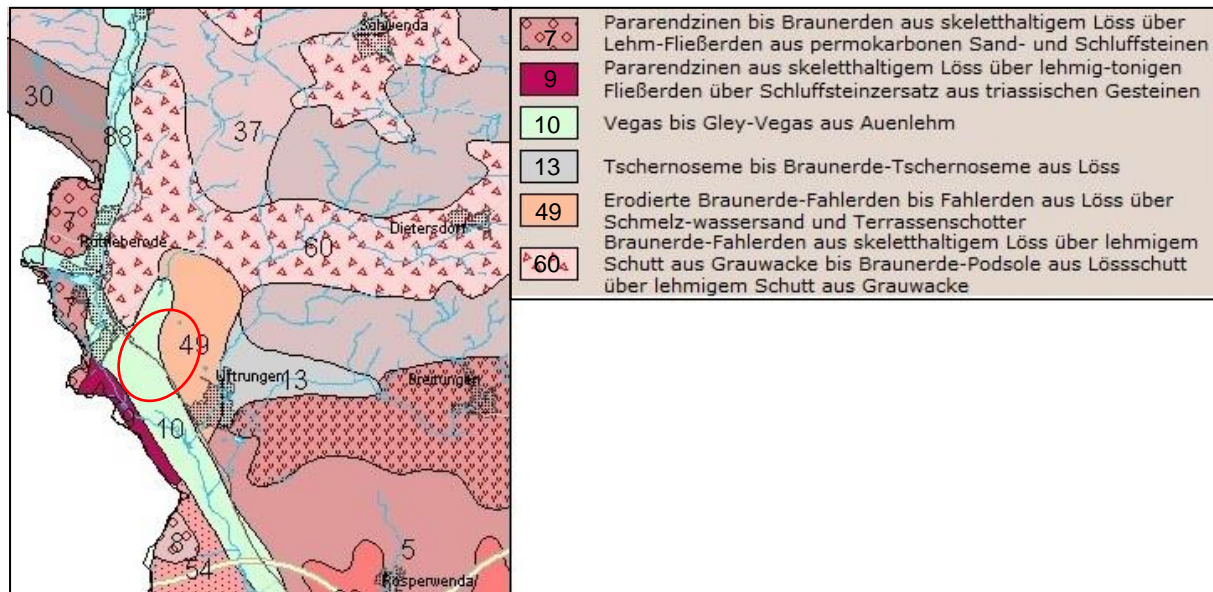 Schwenda
30
88
37
7
Rottleberode
Dietersdorf
60
7
49
Uftrungen
13
Breitungen
9
10
8
54
5
Rosperwenda
7
Pararendzinen bis Braunerden aus skeletthaltigem Löss über
Lehm-Fließerden aus permokarbonen Sand- und Schluffsteinen
9
Pararendzinen aus skeletthaltigem Löss über lehmig-tonigen
Fließerden über Schluffsteinzersatz aus triassischen Gesteinen
10
Vegas bis Gley-Vegas aus Auenlehm
13
Tschernoseme bis Braunerde-Tschernoseme aus Löss
49
Erodierte Braunerde-Fahlerden bis Fahlerden aus Löss über
Schmelz-wassersand und Terrassenschotter
60
Braunerde-Fahlerden aus skeletthaltigem Löss über lehmigem
Schutt aus Grauwacke bis Braunerde-Podsole aus Lössschutt
über lehmigem Schutt aus Grauwacke